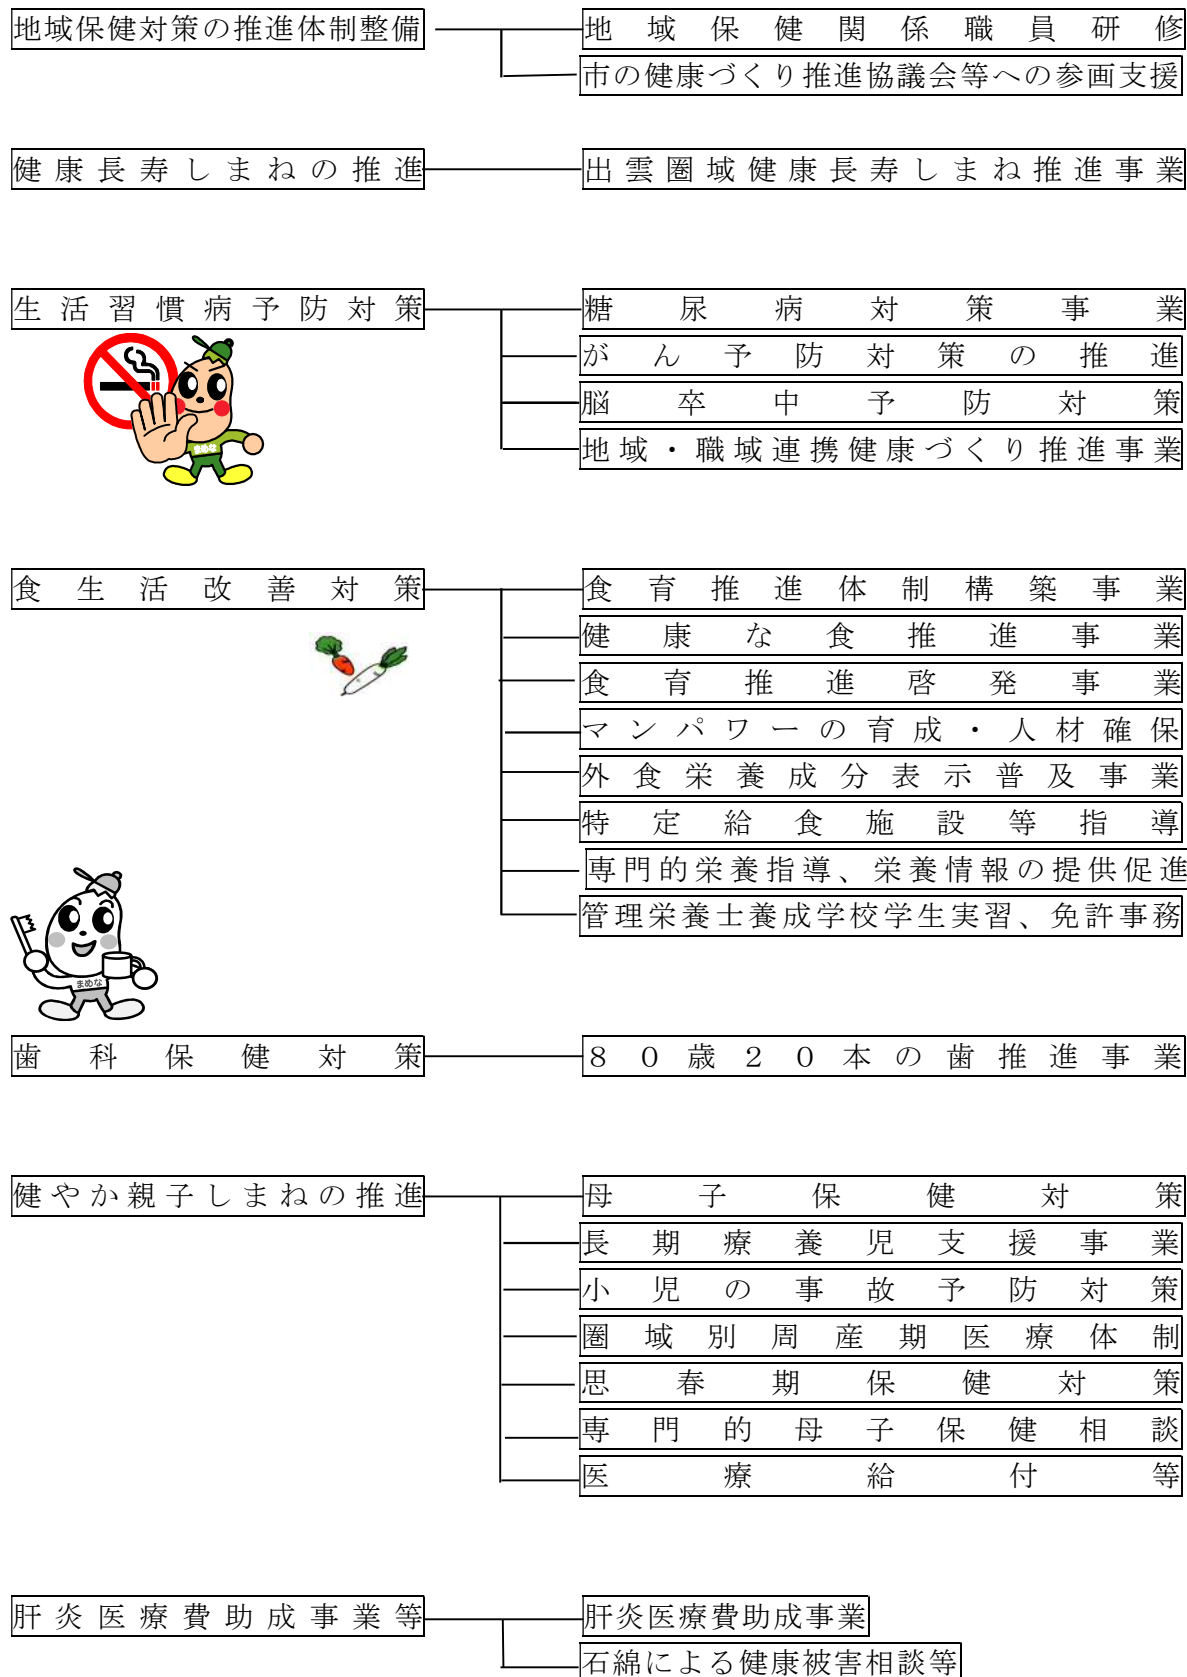 地域保健対策の推進体制整備
地域保健関係職員研修
市の健康づくり推進協議会等への参画支援
健康長寿しまねの推進
出雲圏域健康長寿しまね推進事業
生活習慣病予防対策
糖尿病対策事業
がん予防対策の推進
脳卒中予防対策
地域・職域連携健康づくり推進事業
まめな
食生活改善対策
食育推進体制構築事業
健康な食推進事業
食育推進啓発事業
マンパワーの育成・人材確保
外食栄養成分表示普及事業
特定給食施設等指導
専門的栄養指導、栄養情報の提供促進
管理栄養士養成学校学生実習、免許事務
まめな
歯科保健対策
８０歳２０本の歯推進事業
健やか親子しまねの推進
母子保健対策
長期療養児支援事業
小児の事故予防対策
圏域別周産期医療体制
思春期保健対策
専門的母子保健相談
医療給付等
肝炎医療費助成事業等
肝炎医療費助成事業
石綿による健康被害相談等